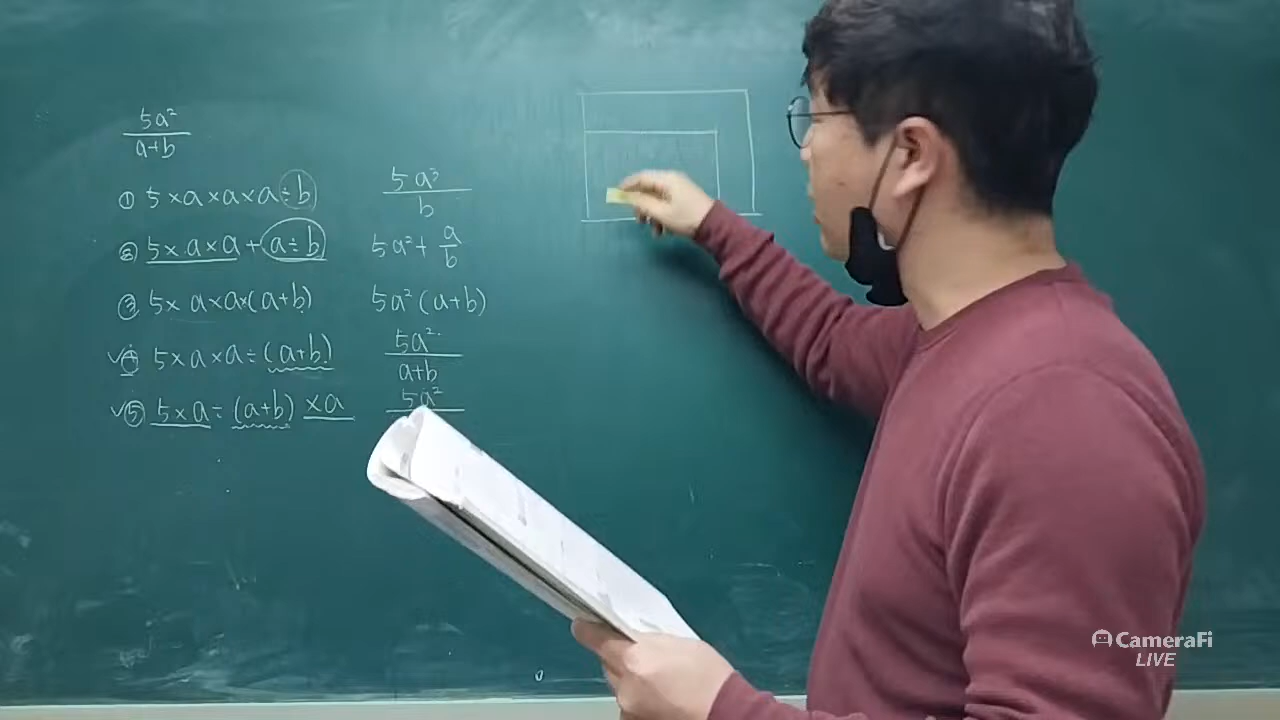 5a²/(a+b)
① 5×a×a×a÷b 5a³/b
② 5×a×a+a÷b 5a²+a/b
③ 5×a×a×(a+b) 5a²(a+b)
④ 5×a×a÷(a+b) 5a²/(a+b)
⑤ 5×a÷(a+b)×a 5a²
CameraFi
LIVE